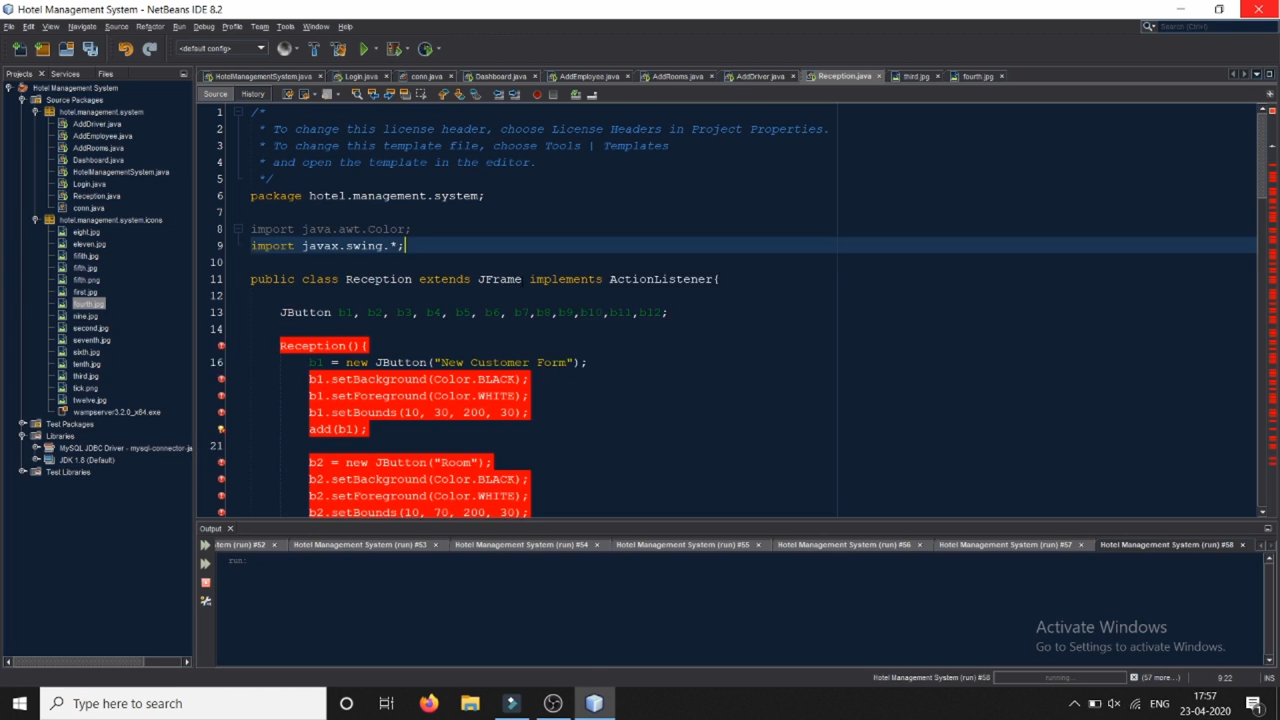 Hotel Management System - NetBeans IDE 8.2
File Edit View Navigate Source Refactor Run Debug Profile Team Tools Window Help
Search (Ctrl+I)
<default config>
Projects Services Files
HotelManagementSystem.java Login.java conn.java Dashboard.java AddEmployee.java AddRooms.java AddDriver.java Reception.java third.jpg fourth.jpg
Source History
Hotel Management System
Source Packages
hotel.management.system
AddDriver.java
AddEmployee.java
AddRooms.java
Dashboard.java
HotelManagementSystem.java
Login.java
Reception.java
conn.java
hotel.management.system.icons
eight.jpg
eleven.jpg
fifth.jpg
fifth.png
first.jpg
fourth.jpg
nine.jpg
second.jpg
seventh.jpg
sixth.jpg
tenth.jpg
third.jpg
tick.png
twelve.jpg
wampserver3.2.0_x64.exe
Test Packages
Libraries
MySQL JDBC Driver - mysql-connector-ja
JDK 1.8 (Default)
Test Libraries
1 /*
2 * To change this license header, choose License Headers in Project Properties.
3 * To change this template file, choose Tools | Templates
4 * and open the template in the editor.
5 */
6 package hotel.management.system;
7
8 import java.awt.Color;
9 import javax.swing.*;
10
11 public class Reception extends JFrame implements ActionListener{
12
13 JButton b1, b2, b3, b4, b5, b6, b7,b8,b9,b10,b11,b12;
14
Reception(){
16 b1 = new JButton("New Customer Form");
b1.setBackground(Color.BLACK);
b1.setForeground(Color.WHITE);
b1.setBounds(10, 30, 200, 30);
add(b1);
21
b2 = new JButton("Room");
b2.setBackground(Color.BLACK);
b2.setForeground(Color.WHITE);
b2.setBounds(10, 70, 200, 30);
Output
tem (run) #52 Hotel Management System (run) #53 Hotel Management System (run) #54 Hotel Management System (run) #55 Hotel Management System (run) #56 Hotel Management System (run) #57 Hotel Management System (run) #58
run:
Activate Windows
Go to Settings to activate Windows.
Hotel Management System (run) #58 running... (57 more...) 9:22 INS
Type here to search
ENG
17:57
23-04-2020
1